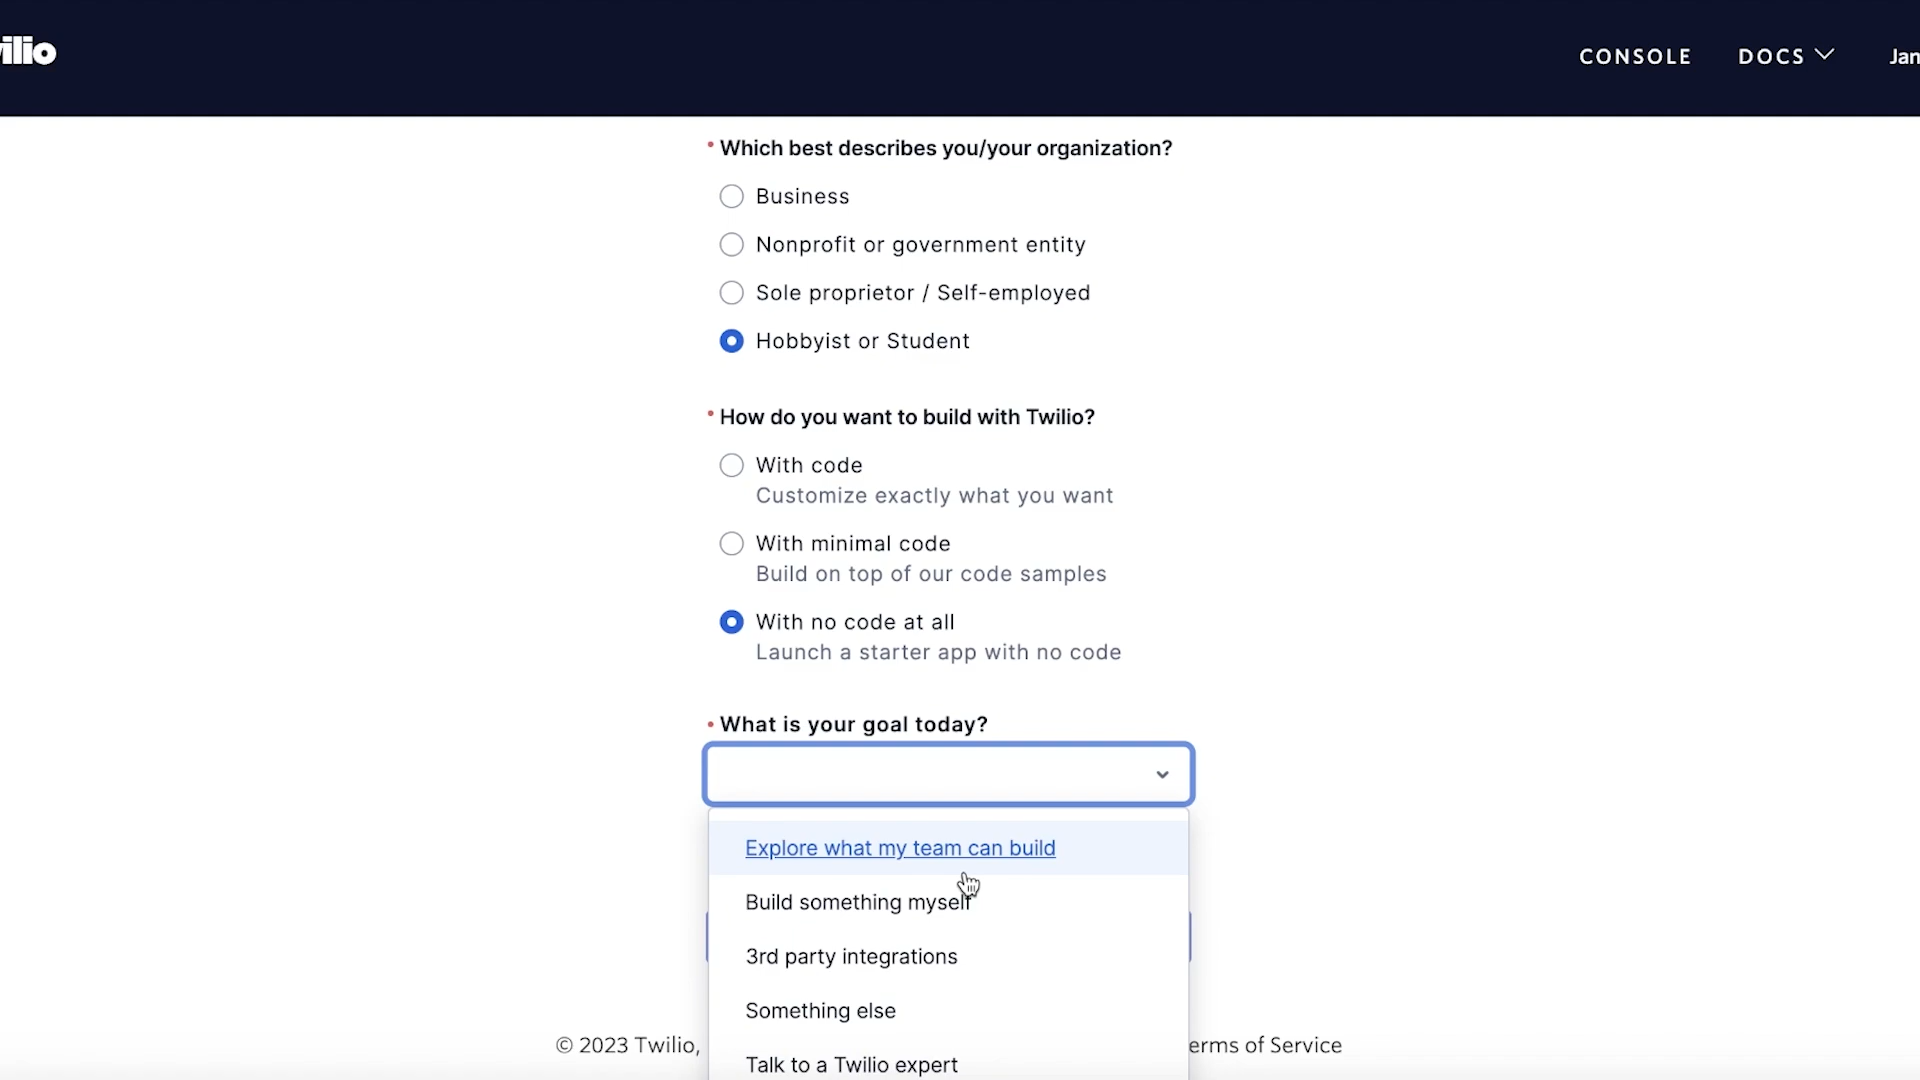 ilio
CONSOLE
DOCS
Jan
* Which best describes you/your organization?
Business
Nonprofit or government entity
Sole proprietor / Self-employed
Hobbyist or Student
* How do you want to build with Twilio?
With code
Customize exactly what you want
With minimal code
Build on top of our code samples
With no code at all
Launch a starter app with no code
* What is your goal today?
Explore what my team can build
Build something myself
3rd party integrations
Something else
© 2023 Twilio,
erms of Service
Talk to a Twilio expert